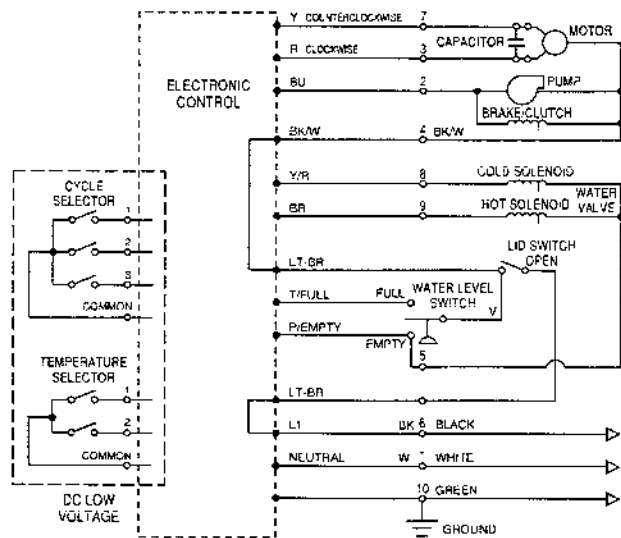 Y COUNTERCLOCKWISE 7
MOTOR
CAPACITOR
R CLOCKWISE 3
ELECTRONIC
CONTROL
BU 2
PUMP
BRAKE/CLUTCH
BK/W 4 BK/W
Y/R 8 COLD SOLENOID
CYCLE
SELECTOR
WATER
VALVE
BR 9 HOT SOLENOID
1
2
3
COMMON
LID SWITCH
OPEN
LT-BR
T/FULL FULL WATER LEVEL
SWITCH
V
P/EMPTY EMPTY
5
TEMPERATURE
SELECTOR
1
2
COMMON
LT-BR
L1 BK 6 BLACK
NEUTRAL W WHITE
10 GREEN
DC LOW
VOLTAGE
GROUND